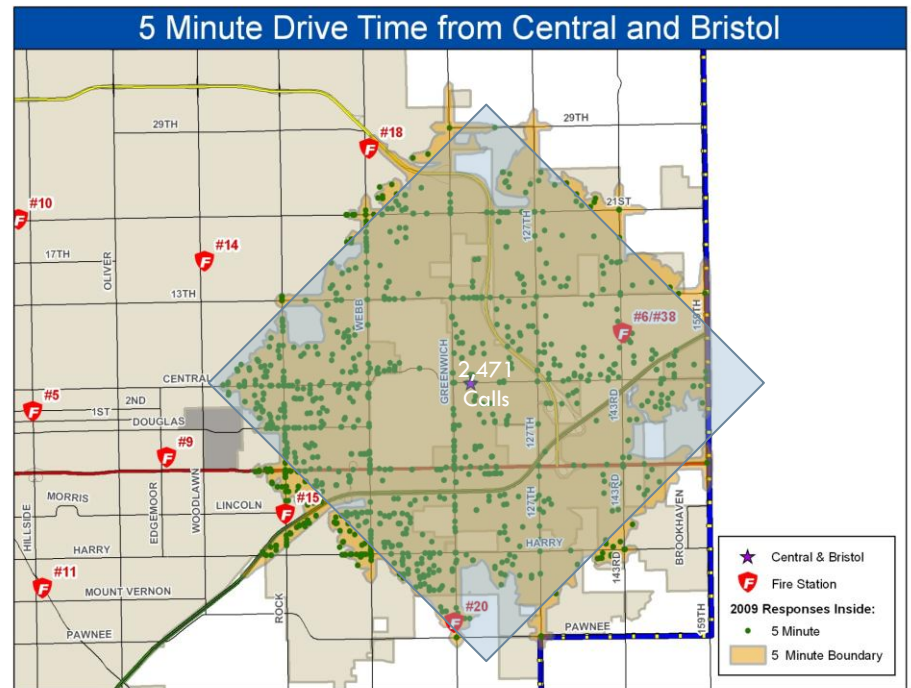 5 Minute Drive Time from Central and Bristol
29TH
29TH
#18
#10
21ST
127TH
17TH
#14
OLIVER
13TH
WEBB
GREENWICH
#6/#38
159TH
CENTRAL
2,471
Calls
#5
2ND
1ST
DOUGLAS
143RD
127TH
#9
MORRIS
HILLSIDE
EDGEMOOR
WOODLAWN
LINCOLN
#15
127TH
143RD
BROOKHAVEN
HARRY
HARRY
143RD
#11
MOUNT VERNON
ROCK
#20
PAWNEE
PAWNEE
159TH
Central & Bristol
Fire Station
2009 Responses Inside:
5 Minute
5 Minute Boundary